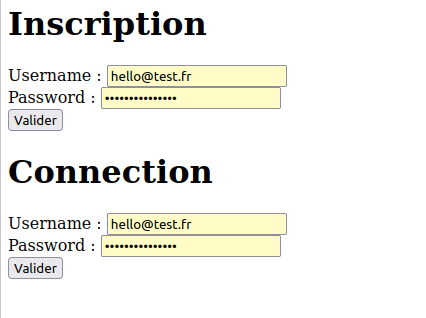 Inscription
Username : hello@test.fr
Password : •••••••••••••••
Valider
Connection
Username : hello@test.fr
Password : •••••••••••••••
Valider